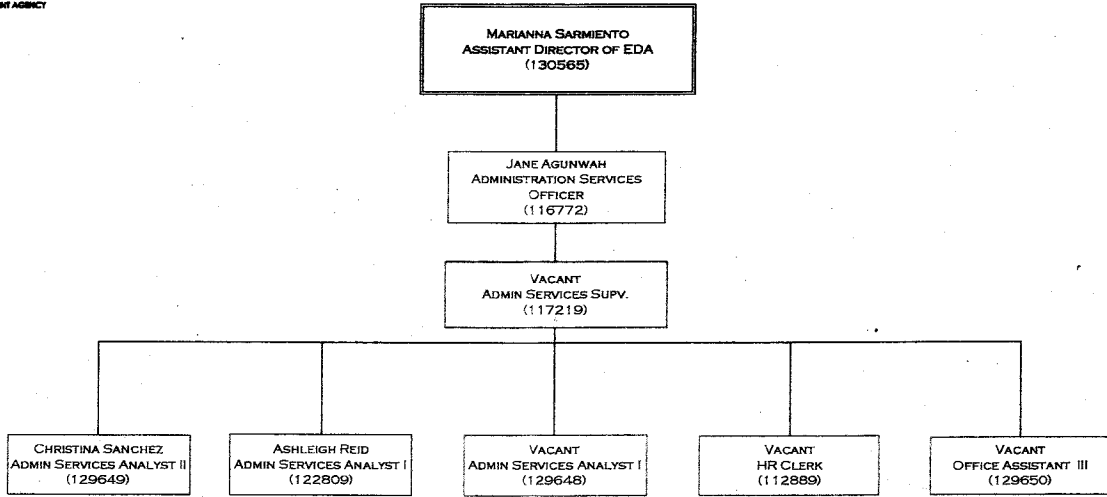 NT AGENCY
MARIANNA SARMIENTO
ASSISTANT DIRECTOR OF EDA
(130565)
JANE AGUNWAH
ADMINISTRATION SERVICES
OFFICER
(116772)
VACANT
ADMIN SERVICES SUPV.
(117219)
CHRISTINA SANCHEZ
ADMIN SERVICES ANALYST II
(129649)
ASHLEIGH REID
ADMIN SERVICES ANALYST I
(122809)
VACANT
ADMIN SERVICES ANALYST I
(129648)
VACANT
HR CLERK
(112889)
VACANT
OFFICE ASSISTANT III
(129650)